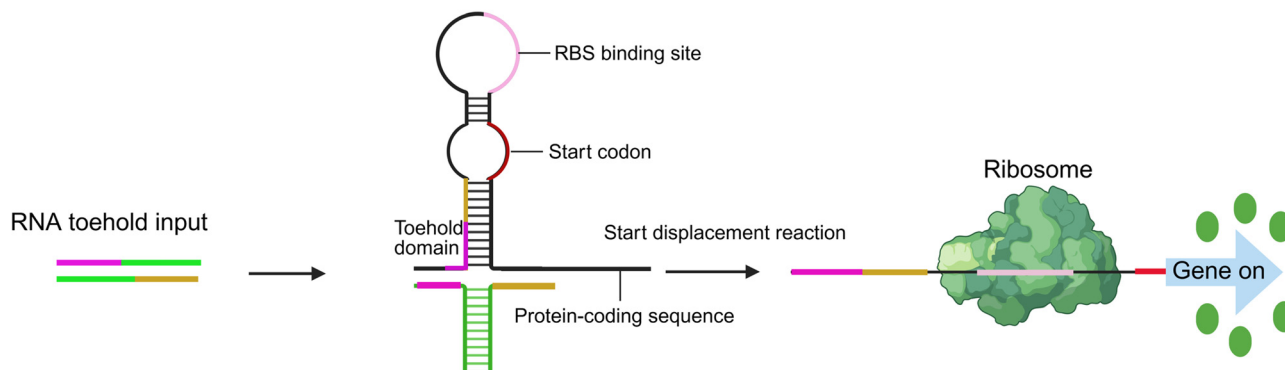 RBS binding site
Start codon
Ribosome
RNA toehold input
Toehold
domain
Start displacement reaction
Gene on
Protein-coding sequence